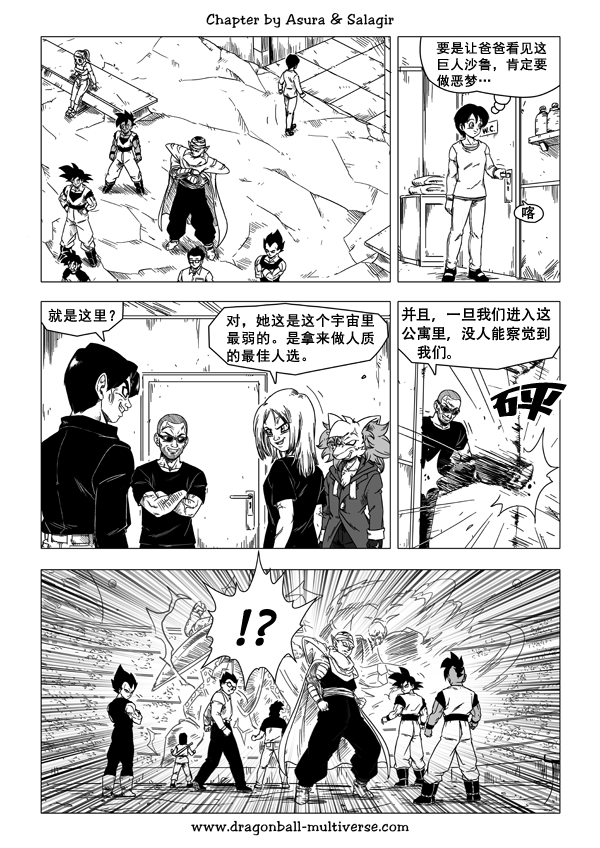 Chapter by Asura & Salagir
要是让爸爸看见这
巨人沙鲁，肯定要
做恶梦…
W.C.
喀
就是这里？
对，她这是这个宇宙里
最弱的。是拿来做人质
的最佳人选。
并且，一旦我们进入这
公寓里，没人能察觉到
我们。
砰
!?
www.dragonball-multiverse.com